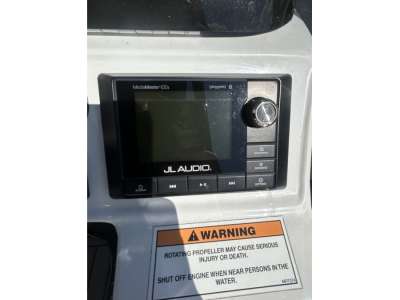 MediaMaster® 100s
JL AUDIO®
WARNING
ROTATING PROPELLER MAY CAUSE SERIOUS
INJURY OR DEATH.
SHUT OFF ENGINE WHEN NEAR PERSONS IN THE
WATER.